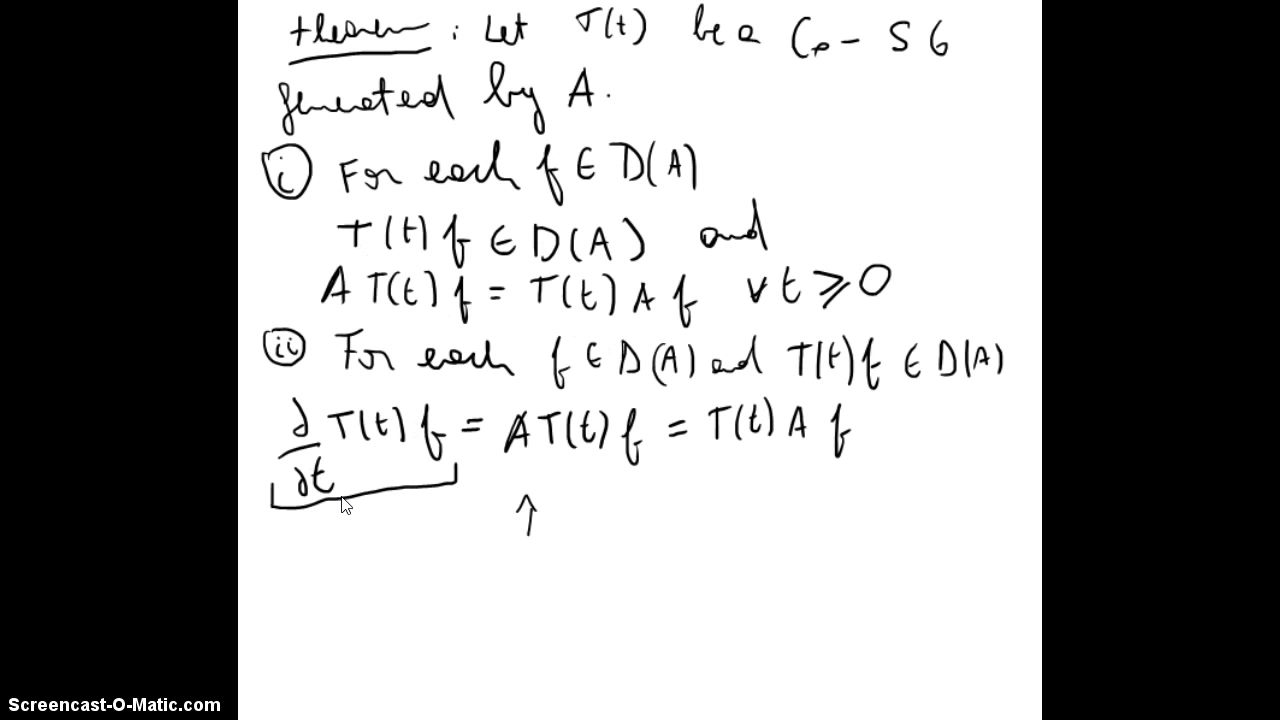 theorem : Let T(t) be a C₀ - SG
generated by A.
(i) For each f ∈ D(A)
T(t) f ∈ D(A) and
A T(t) f = T(t) A f ∀ t ⩾ 0
(ii) For each f ∈ D(A) and T(t) f ∈ D(A)
∂/∂t T(t) f = A T(t) f = T(t) A f
↑
Screencast-O-Matic.com